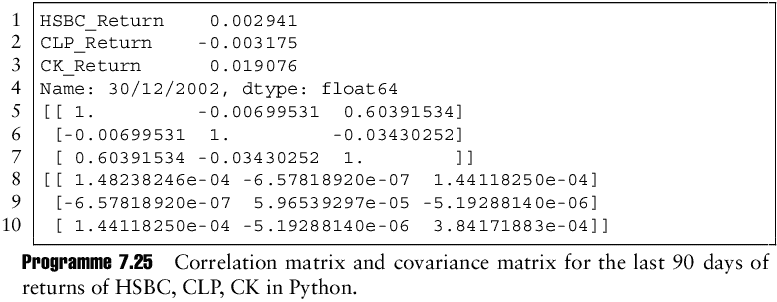 1 HSBC_Return 0.002941
2 CLP_Return -0.003175
3 CK_Return 0.019076
4 Name: 30/12/2002, dtype: float64
5 [[ 1. -0.00699531 0.60391534]
6 [-0.00699531 1. -0.03430252]
7 [ 0.60391534 -0.03430252 1. ]]
8 [[ 1.48238246e-04 -6.57818920e-07 1.44118250e-04]
9 [-6.57818920e-07 5.96539297e-05 -5.19288140e-06]
10 [ 1.44118250e-04 -5.19288140e-06 3.84171883e-04]]
Programme 7.25 Correlation matrix and covariance matrix for the last 90 days of
returns of HSBC, CLP, CK in Python.